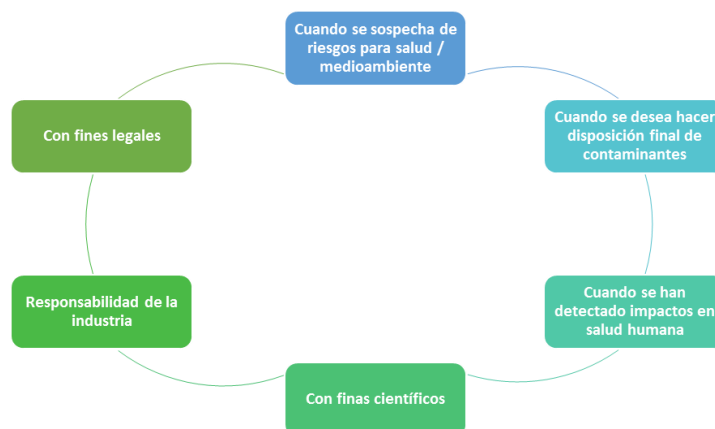 Cuando se sospecha de
riesgos para salud /
medioambiente
Cuando se desea hacer
disposición final de
contaminantes
Cuando se han
detectado impactos en
salud humana
Con finas científicos
Responsabilidad de la
industria
Con fines legales